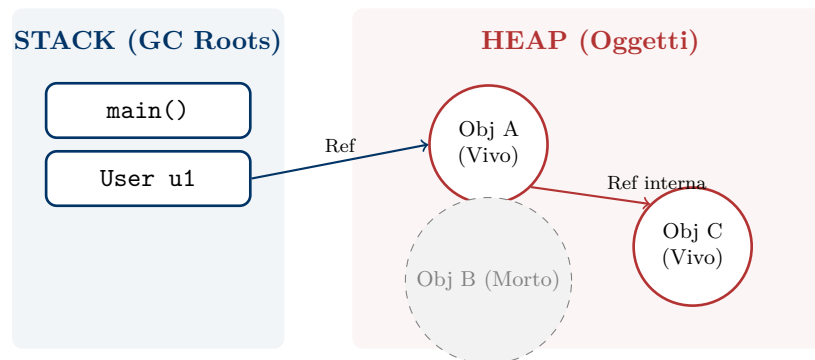 STACK (GC Roots)
HEAP (Oggetti)
main()
User u1
Ref
Obj A
(Vivo)
Ref interna
Obj C
(Vivo)
Obj B (Morto)